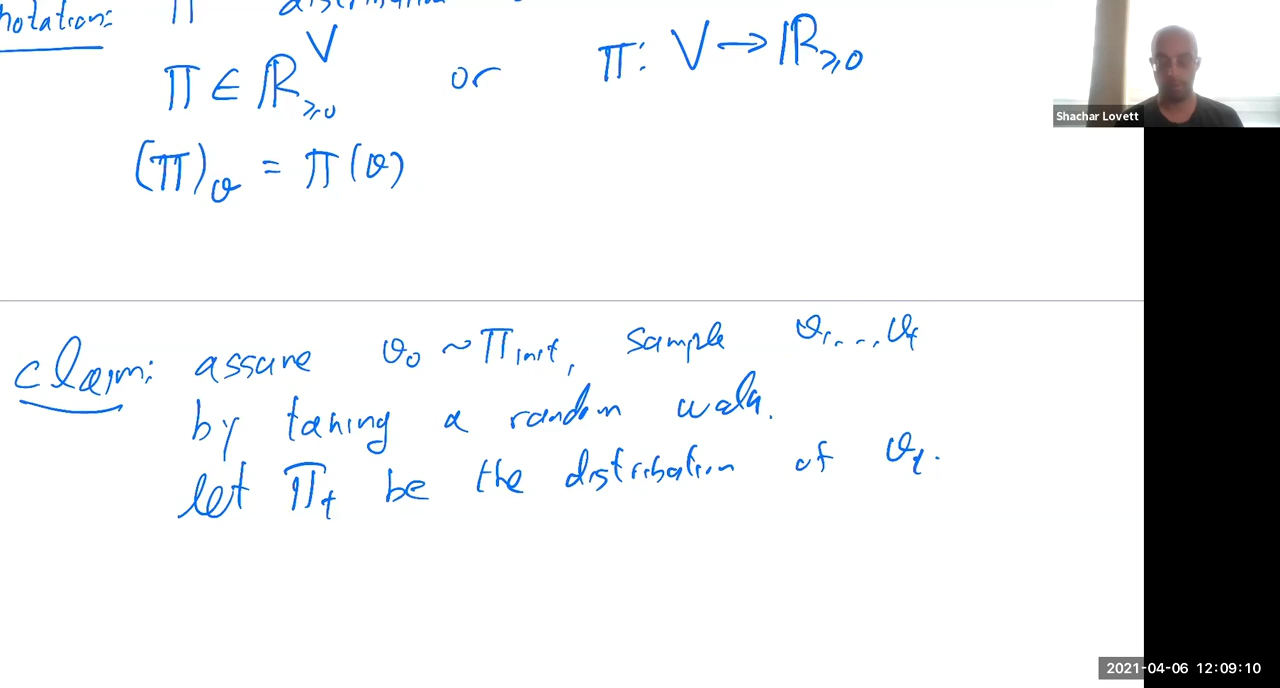 notation: π distribution
π ∈ ℝ^V_{≥0} or π: V → ℝ_{≥0}
Shachar Lovett
(π)_v = π(v)
claim: assume v_0 ~ π_init, sample v_1...,v_t
by taking a random walk.
let π_t be the distribution of v_t.
2021-04-06 12:09:10